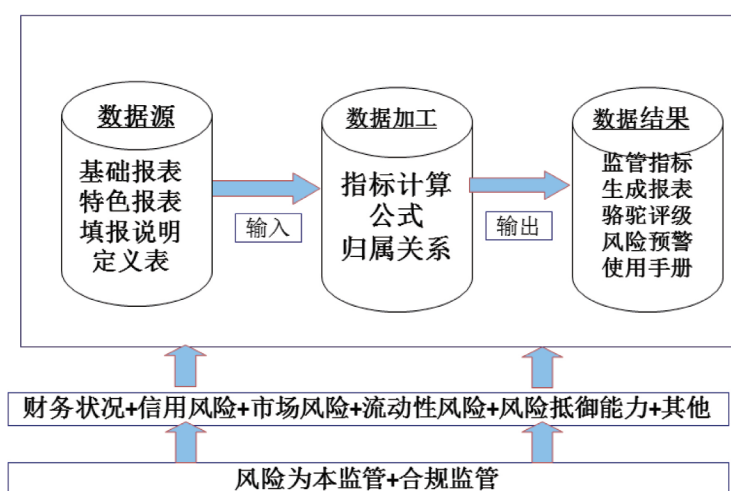 数据源
基础报表
特色报表
填报说明
定义表
输入
数据加工
指标计算
公式
归属关系
输出
数据结果
监管指标
生成报表
骆驼评级
风险预警
使用手册
财务状况+信用风险+市场风险+流动性风险+风险抵御能力+其他
风险为本监管+合规监管